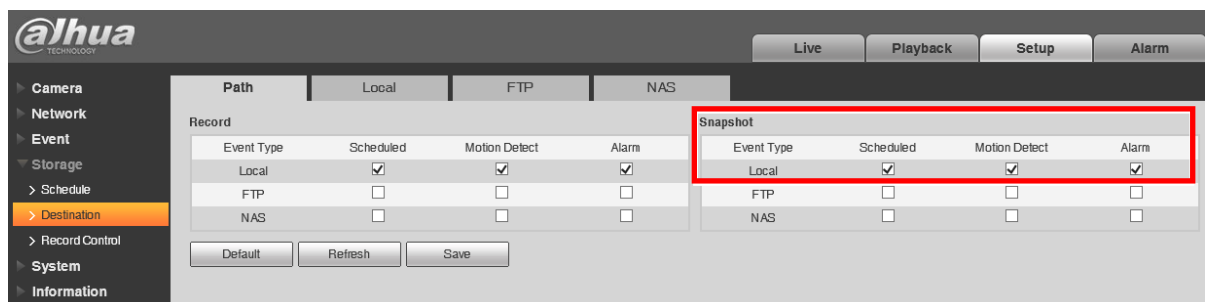 alhua
TECHNOLOGY
Live Playback Setup Alarm
Camera
Network
Event
Storage
Schedule
Destination
Record Control
System
Information
Path Local FTP NAS
Record
Event Type Scheduled Motion Detect Alarm
Local
FTP
NAS
Default Refresh Save
Snapshot
Event Type Scheduled Motion Detect Alarm
Local
FTP
NAS